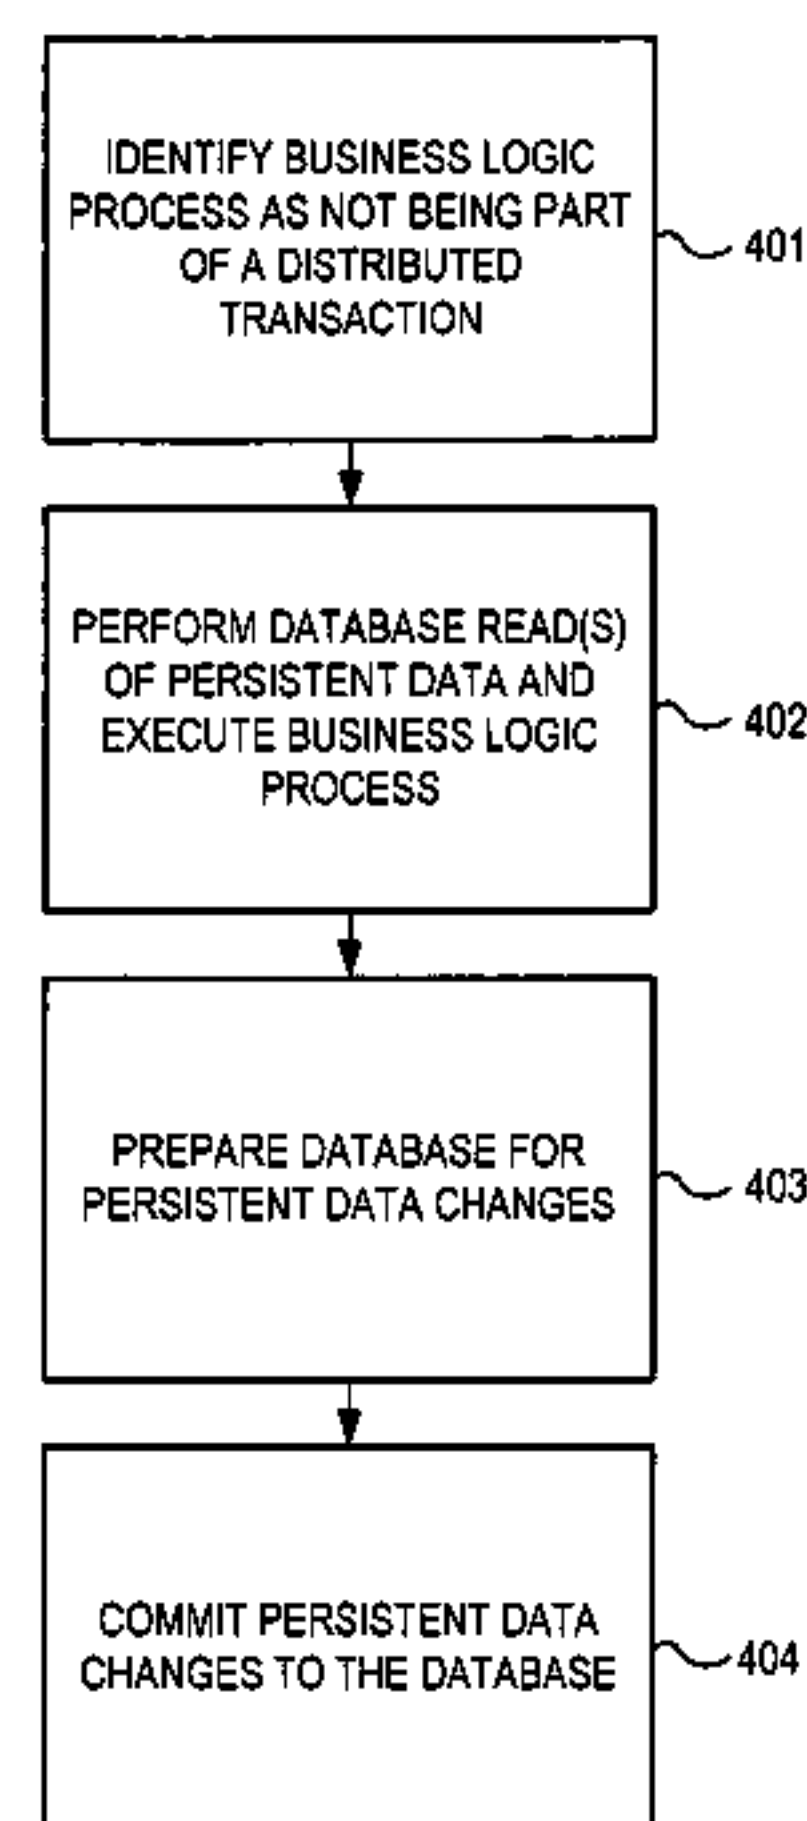 IDENTIFY BUSINESS LOGIC
PROCESS AS NOT BEING PART
OF A DISTRIBUTED
TRANSACTION
401
PERFORM DATABASE READ(S)
OF PERSISTENT DATA AND
EXECUTE BUSINESS LOGIC
PROCESS
402
PREPARE DATABASE FOR
PERSISTENT DATA CHANGES
403
COMMIT PERSISTENT DATA
CHANGES TO THE DATABASE
404